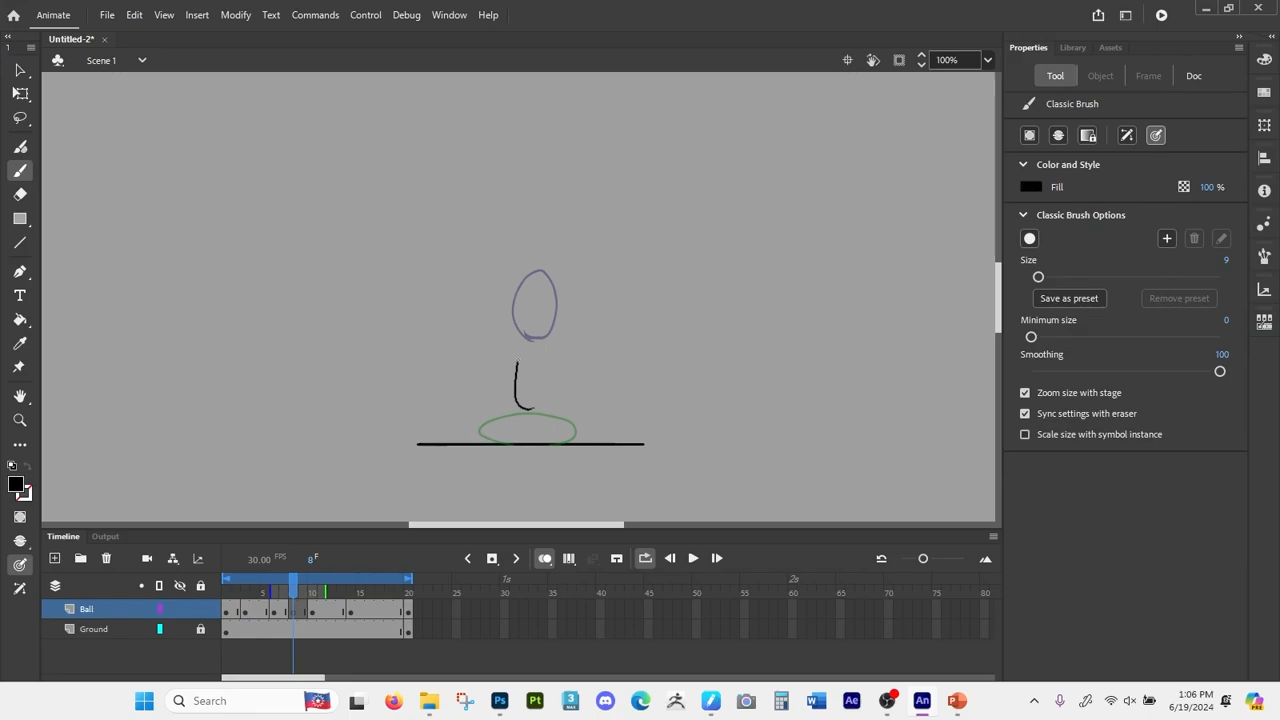 Animate File Edit View Insert Modify Text Commands Control Debug Window Help
1 Untitled-2* Properties Library Assets
Scene 1 100%
Tool Object Frame Doc
Classic Brush
Color and Style
Fill 100 %
Classic Brush Options
Size 9
Save as preset Remove preset
Minimum size 0
Smoothing 100
Zoom size with stage
Sync settings with eraser
Scale size with symbol instance
Timeline Output
30.00 FPS 8 F
1s 2s
5 10 15 20 25 30 35 40 45 50 55 60 65 70 75 80
Ball
Ground
Search 1:06 PM
6/19/2024